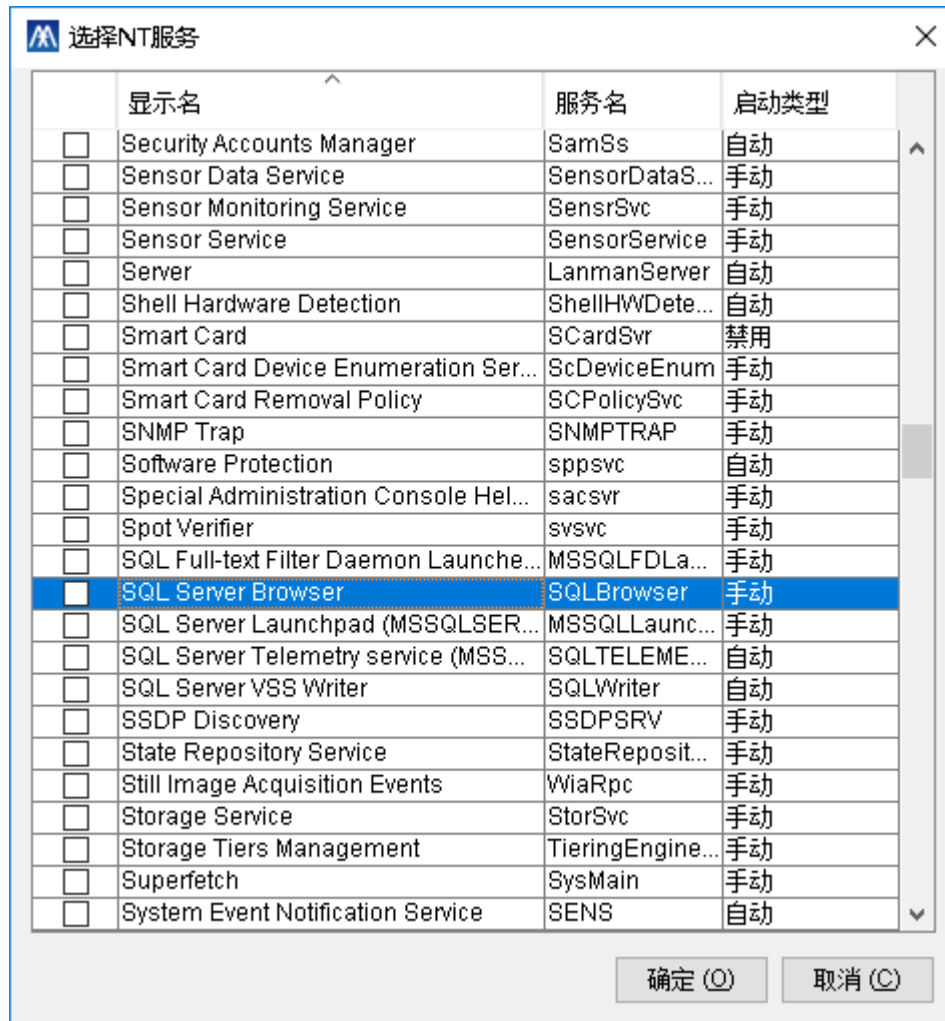 选择NT服务
显示名 服务名 启动类型
Security Accounts Manager SamSs 自动
Sensor Data Service SensorDataS... 手动
Sensor Monitoring Service SensrSvc 手动
Sensor Service SensorService 手动
Server LanmanServer 自动
Shell Hardware Detection ShellHWDete... 自动
Smart Card SCardSvr 禁用
Smart Card Device Enumeration Ser... ScDeviceEnum 手动
Smart Card Removal Policy SCPolicySvc 手动
SNMP Trap SNMPTRAP 手动
Software Protection sppsvc 自动
Special Administration Console Hel... sacsvr 手动
Spot Verifier svsvc 手动
SQL Full-text Filter Daemon Launche... MSSQLFDLa... 手动
SQL Server Browser SQLBrowser 手动
SQL Server Launchpad (MSSQLSER... MSSQLLaunc... 手动
SQL Server Telemetry service (MSS... SQLTELEME... 自动
SQL Server VSS Writer SQLWriter 自动
SSDP Discovery SSDPSRV 手动
State Repository Service StateReposit... 手动
Still Image Acquisition Events WiaRpc 手动
Storage Service StorSvc 手动
Storage Tiers Management TieringEngine... 手动
Superfetch SysMain 手动
System Event Notification Service SENS 自动
确定 (O) 取消 (C)